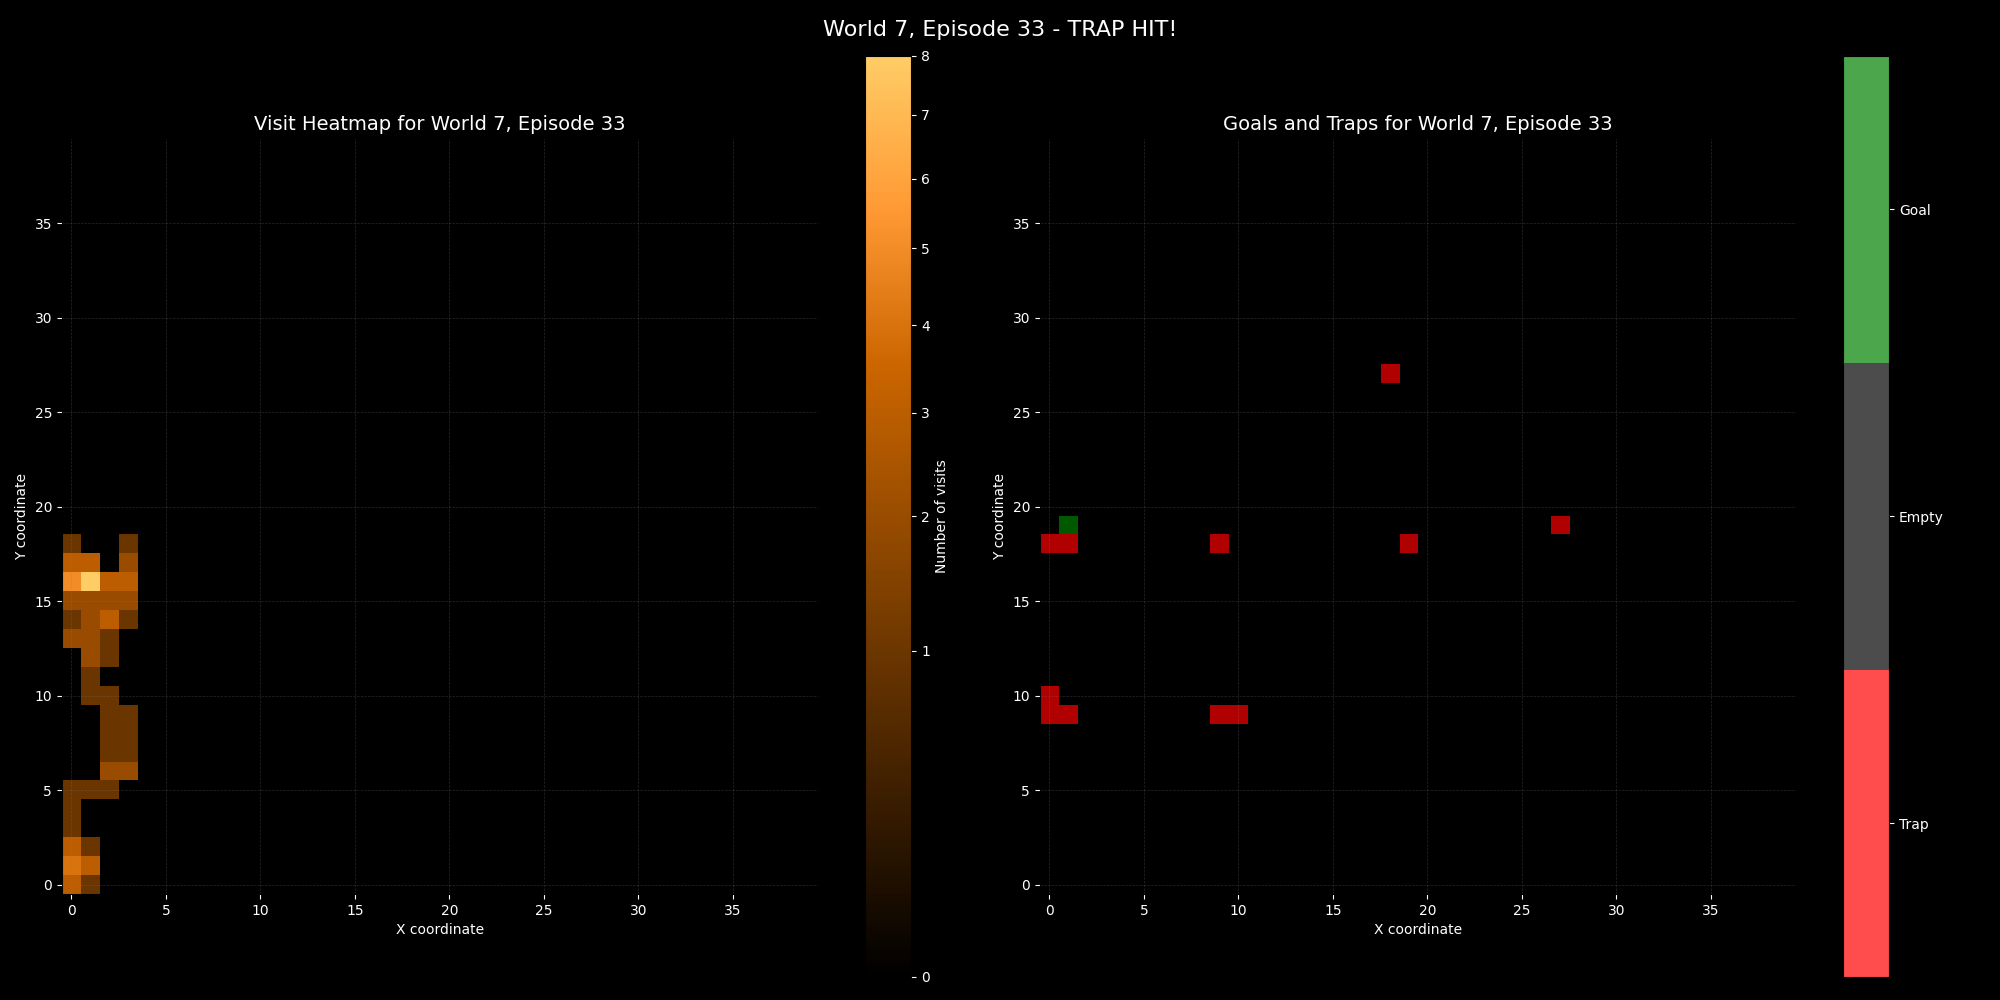 World 7, Episode 33 - TRAP HIT!
Visit Heatmap for World 7, Episode 33
35
30
25
20
15
10
5
0
Y coordinate
0 5 10 15 20 25 30 35
X coordinate
8
7
6
5
4
3
2
1
0
Number of visits
Goals and Traps for World 7, Episode 33
35
30
25
20
15
10
5
0
Y coordinate
0 5 10 15 20 25 30 35
X coordinate
Goal
Empty
Trap